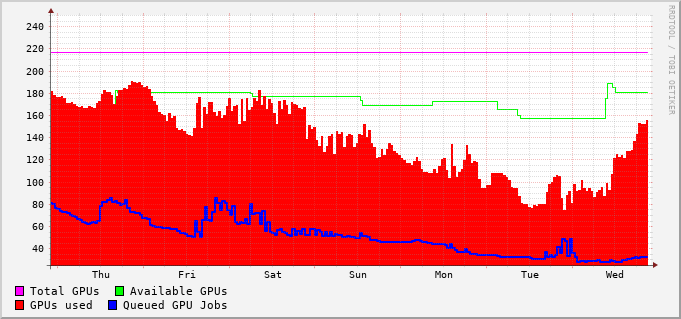 RRDTOOL / TOBI OETIKER
240
220
200
180
160
140
120
100
80
60
40
Thu Fri Sat Sun Mon Tue Wed
Total GPUs Available GPUs
GPUs used Queued GPU Jobs